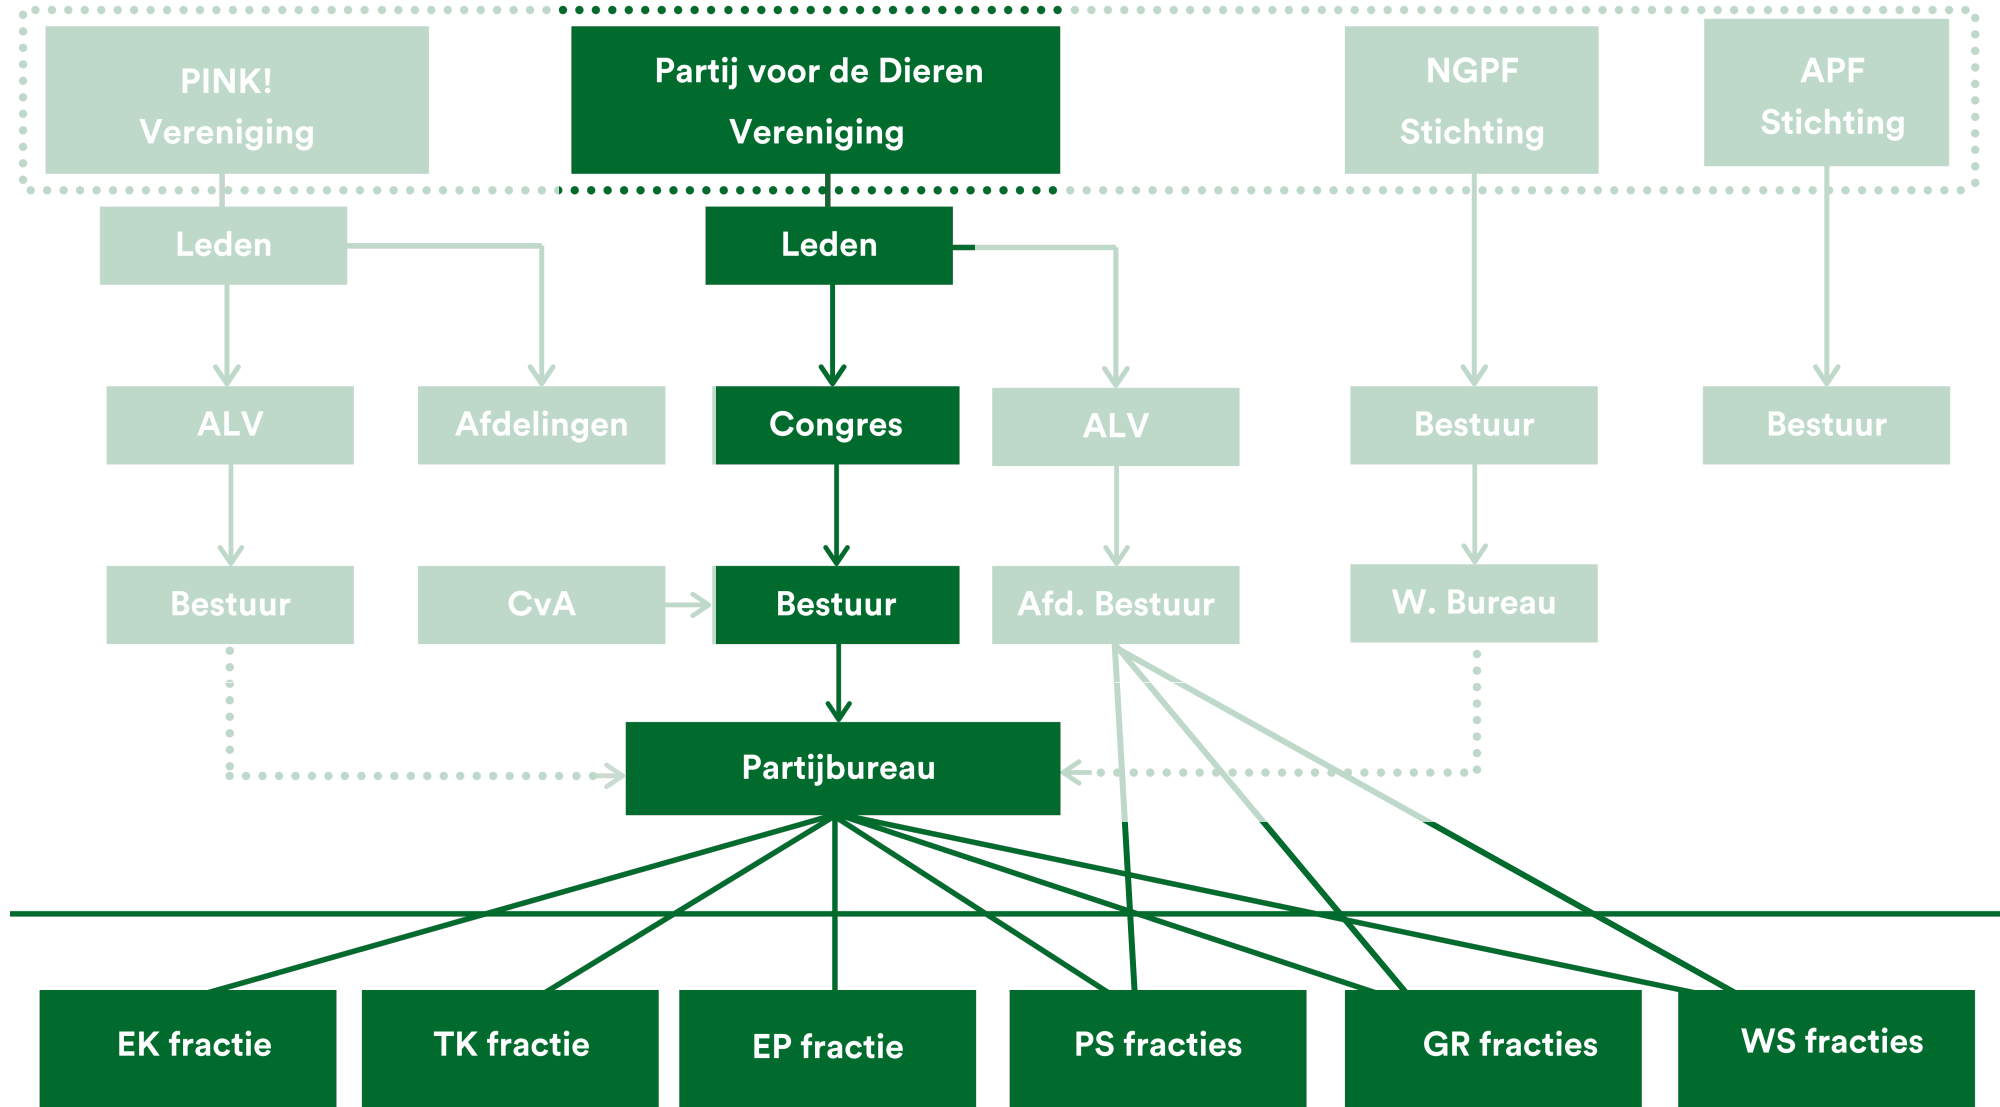 PINK!
Vereniging
Partij voor de Dieren
Vereniging
NGPF
Stichting
APF
Stichting
Leden
Leden
ALV
Afdelingen
Congres
ALV
Bestuur
Bestuur
Bestuur
CvA
Bestuur
Afd. Bestuur
W. Bureau
Partijbureau
EK fractie
TK fractie
EP fractie
PS fracties
GR fracties
WS fracties